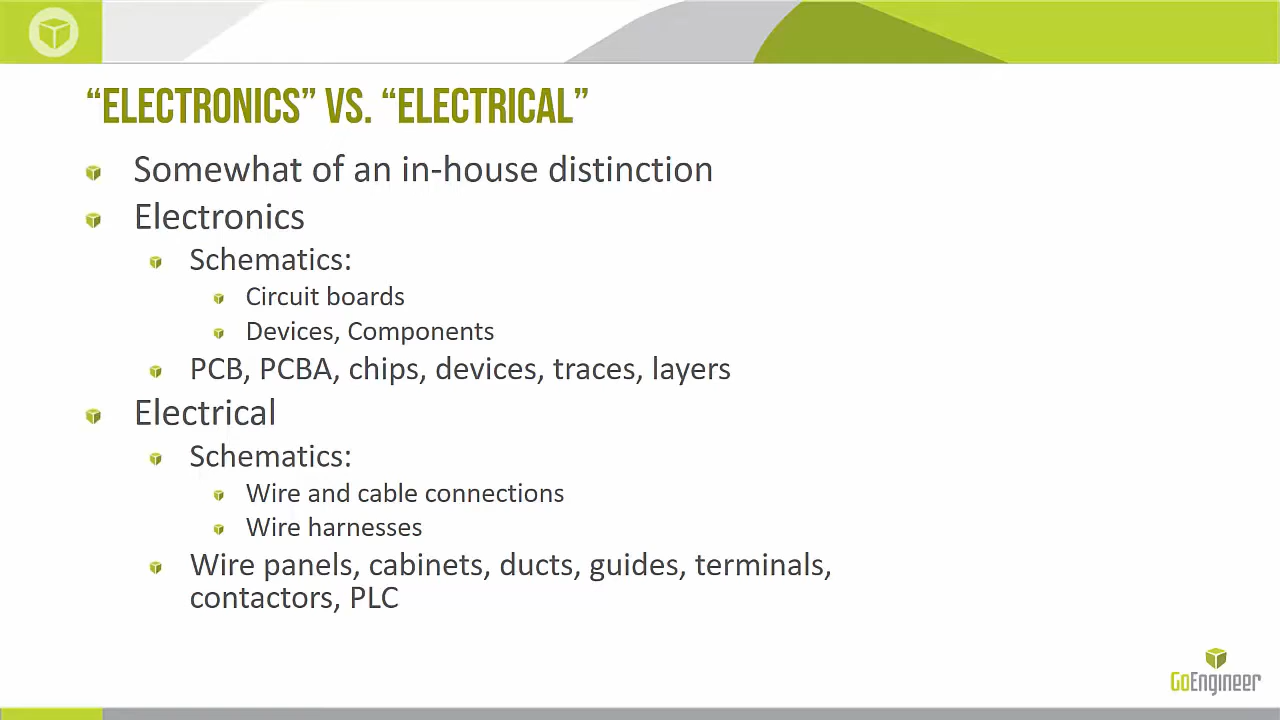 “ELECTRONICS” VS. “ELECTRICAL”
Somewhat of an in-house distinction
Electronics
Schematics:
Circuit boards
Devices, Components
PCB, PCBA, chips, devices, traces, layers
Electrical
Schematics:
Wire and cable connections
Wire harnesses
Wire panels, cabinets, ducts, guides, terminals,
contactors, PLC
GoEngineer